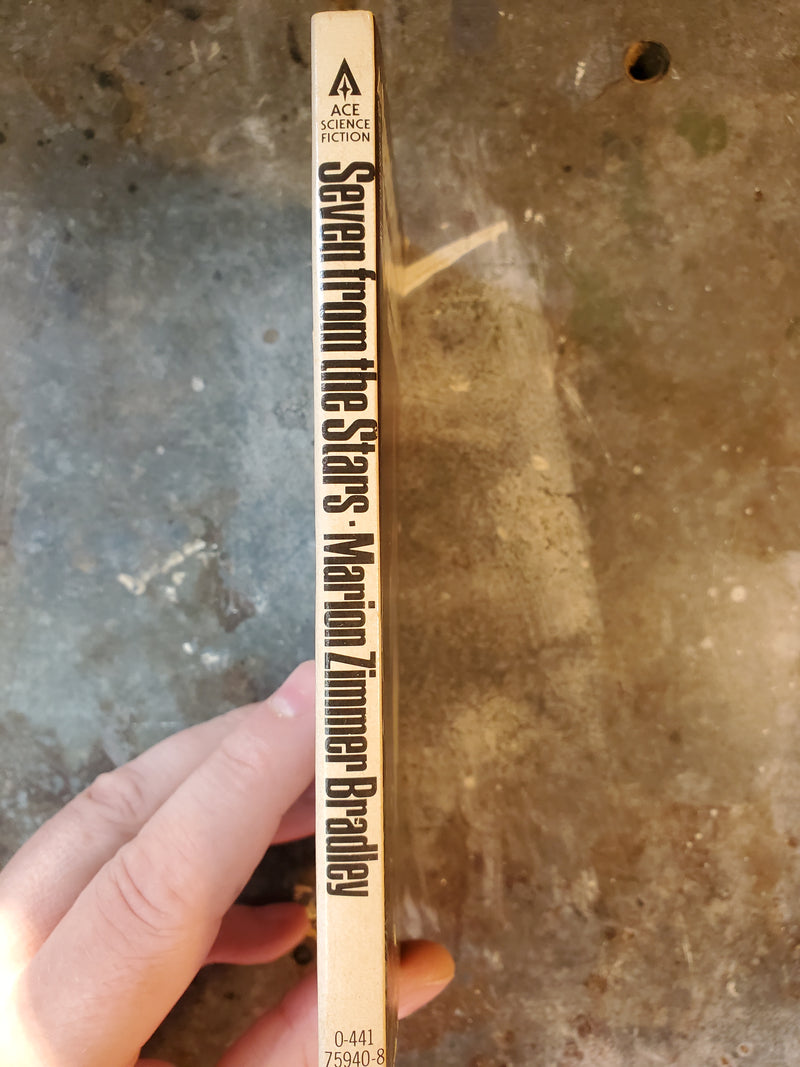 ACE
SCIENCE
FICTION
Seven from the Stars · Marion Zimmer Bradley
0-441
75940-8